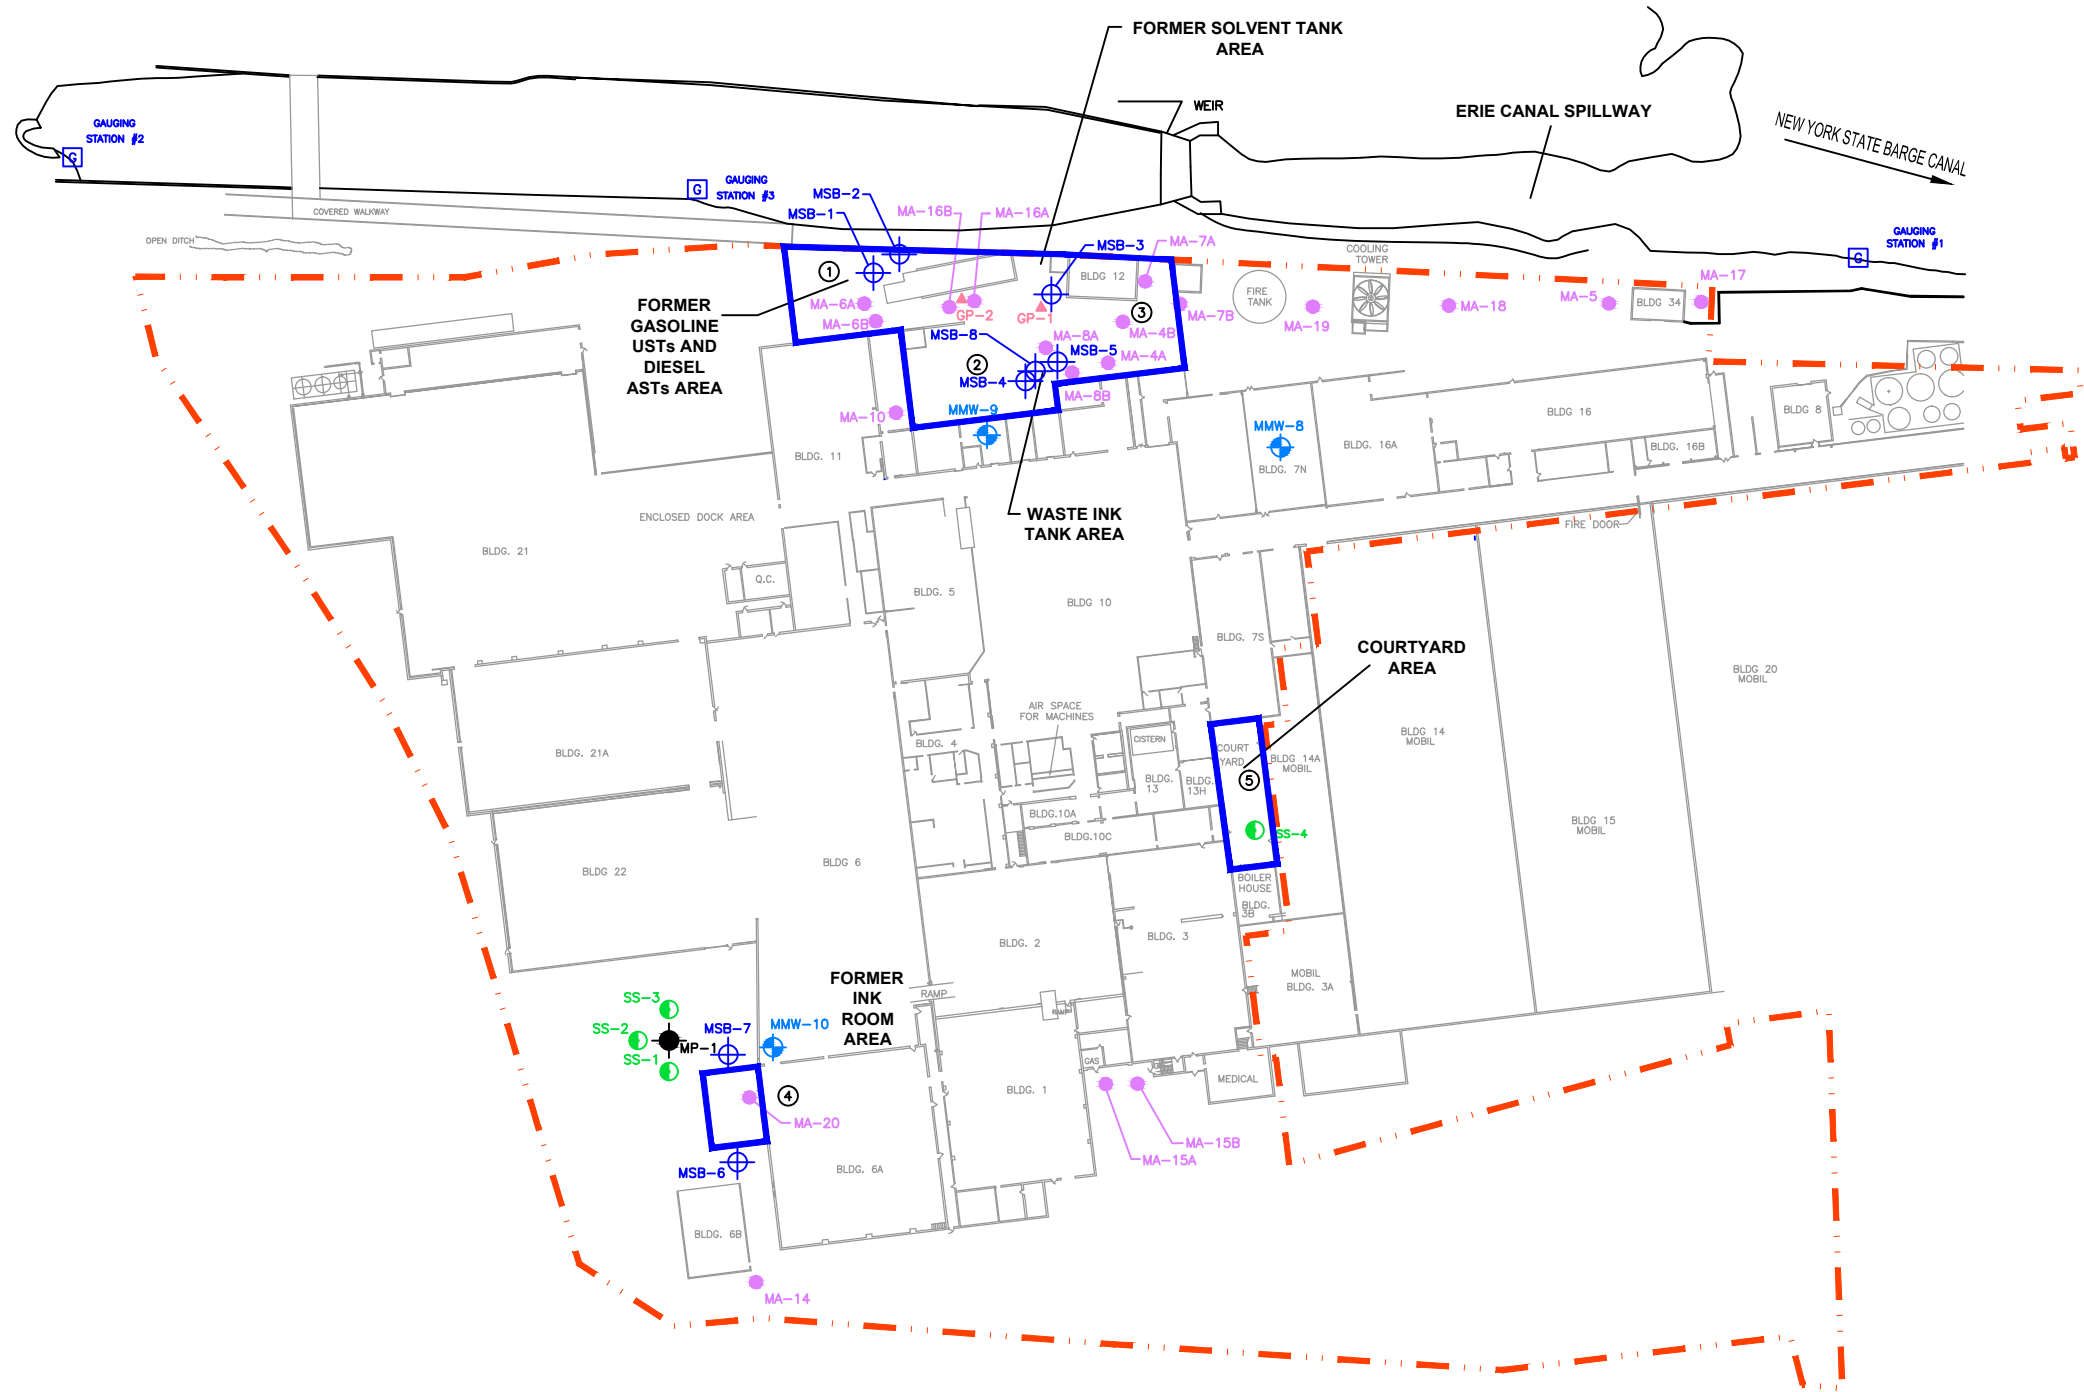 FORMER SOLVENT TANK
AREA
WEIR
ERIE CANAL SPILLWAY
NEW YORK STATE BARGE CANAL
GAUGING
STATION #2
G
G
GAUGING
STATION #3
MSB-2
MSB-1
MA-16B
MA-16A
MSB-3
MA-7A
COVERED WALKWAY
OPEN DITCH
COOLING
TOWER
GAUGING
STATION #1
G
1
BLDG 12
FIRE
TANK
MA-17
FORMER
GASOLINE
USTs AND
DIESEL
ASTs AREA
MA-6A
MA-6B
GP-2
GP-1
3
MA-7B
MA-19
MA-18
MA-5
BLDG 34
MSB-8
MA-8A
MA-4B
MSB-5
MA-4A
2
MSB-4
MA-8B
MA-10
MMW-9
MMW-8
BLDG 16
BLDG 8
BLDG. 11
BLDG. 7N
BLDG. 16A
BLDG. 16B
ENCLOSED DOCK AREA
WASTE INK
TANK AREA
FIRE DOOR
BLDG. 21
Q.C.
BLDG. 5
BLDG 10
BLDG. 7S
COURTYARD
AREA
BLDG 20
MOBIL
AIR SPACE
FOR MACHINES
BLDG. 21A
BLDG. 4
CISTERN
COURT
YARD
BLDG 14A
MOBIL
BLDG 14
MOBIL
BLDG.
13
BLDG.
13H
5
BLDG.10A
BLDG.10C
SS-4
BLDG 15
MOBIL
BLDG 22
BLDG 6
BOILER
HOUSE
BLDG.
3B
BLDG. 2
BLDG. 3
MOBIL
BLDG. 3A
FORMER
INK
ROOM
AREA
RAMP
RAMP
SS-3
SS-2
SS-1
MP-1
MSB-7
MMW-10
GAS
MEDICAL
BLDG. 1
4
MA-20
MA-15B
MA-15A
MSB-6
BLDG. 6A
BLDG. 6B
MA-14